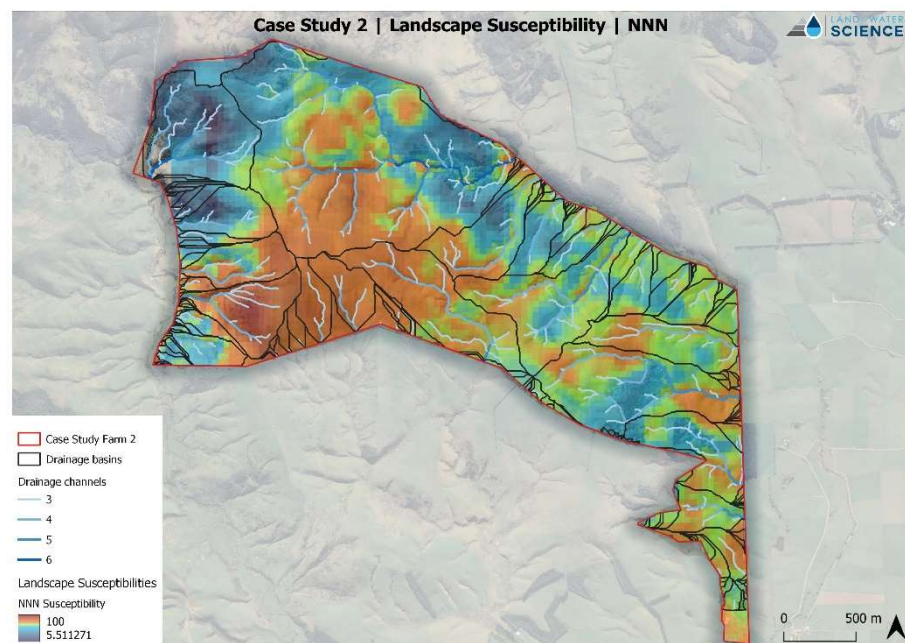 Case Study 2 | Landscape Susceptibility | NNN
LAND WATER
SCIENCE
Case Study Farm 2
Drainage basins
Drainage channels
3
4
5
6
Landscape Susceptibilities
NNN Susceptibility
100
5.511271
0
500 m